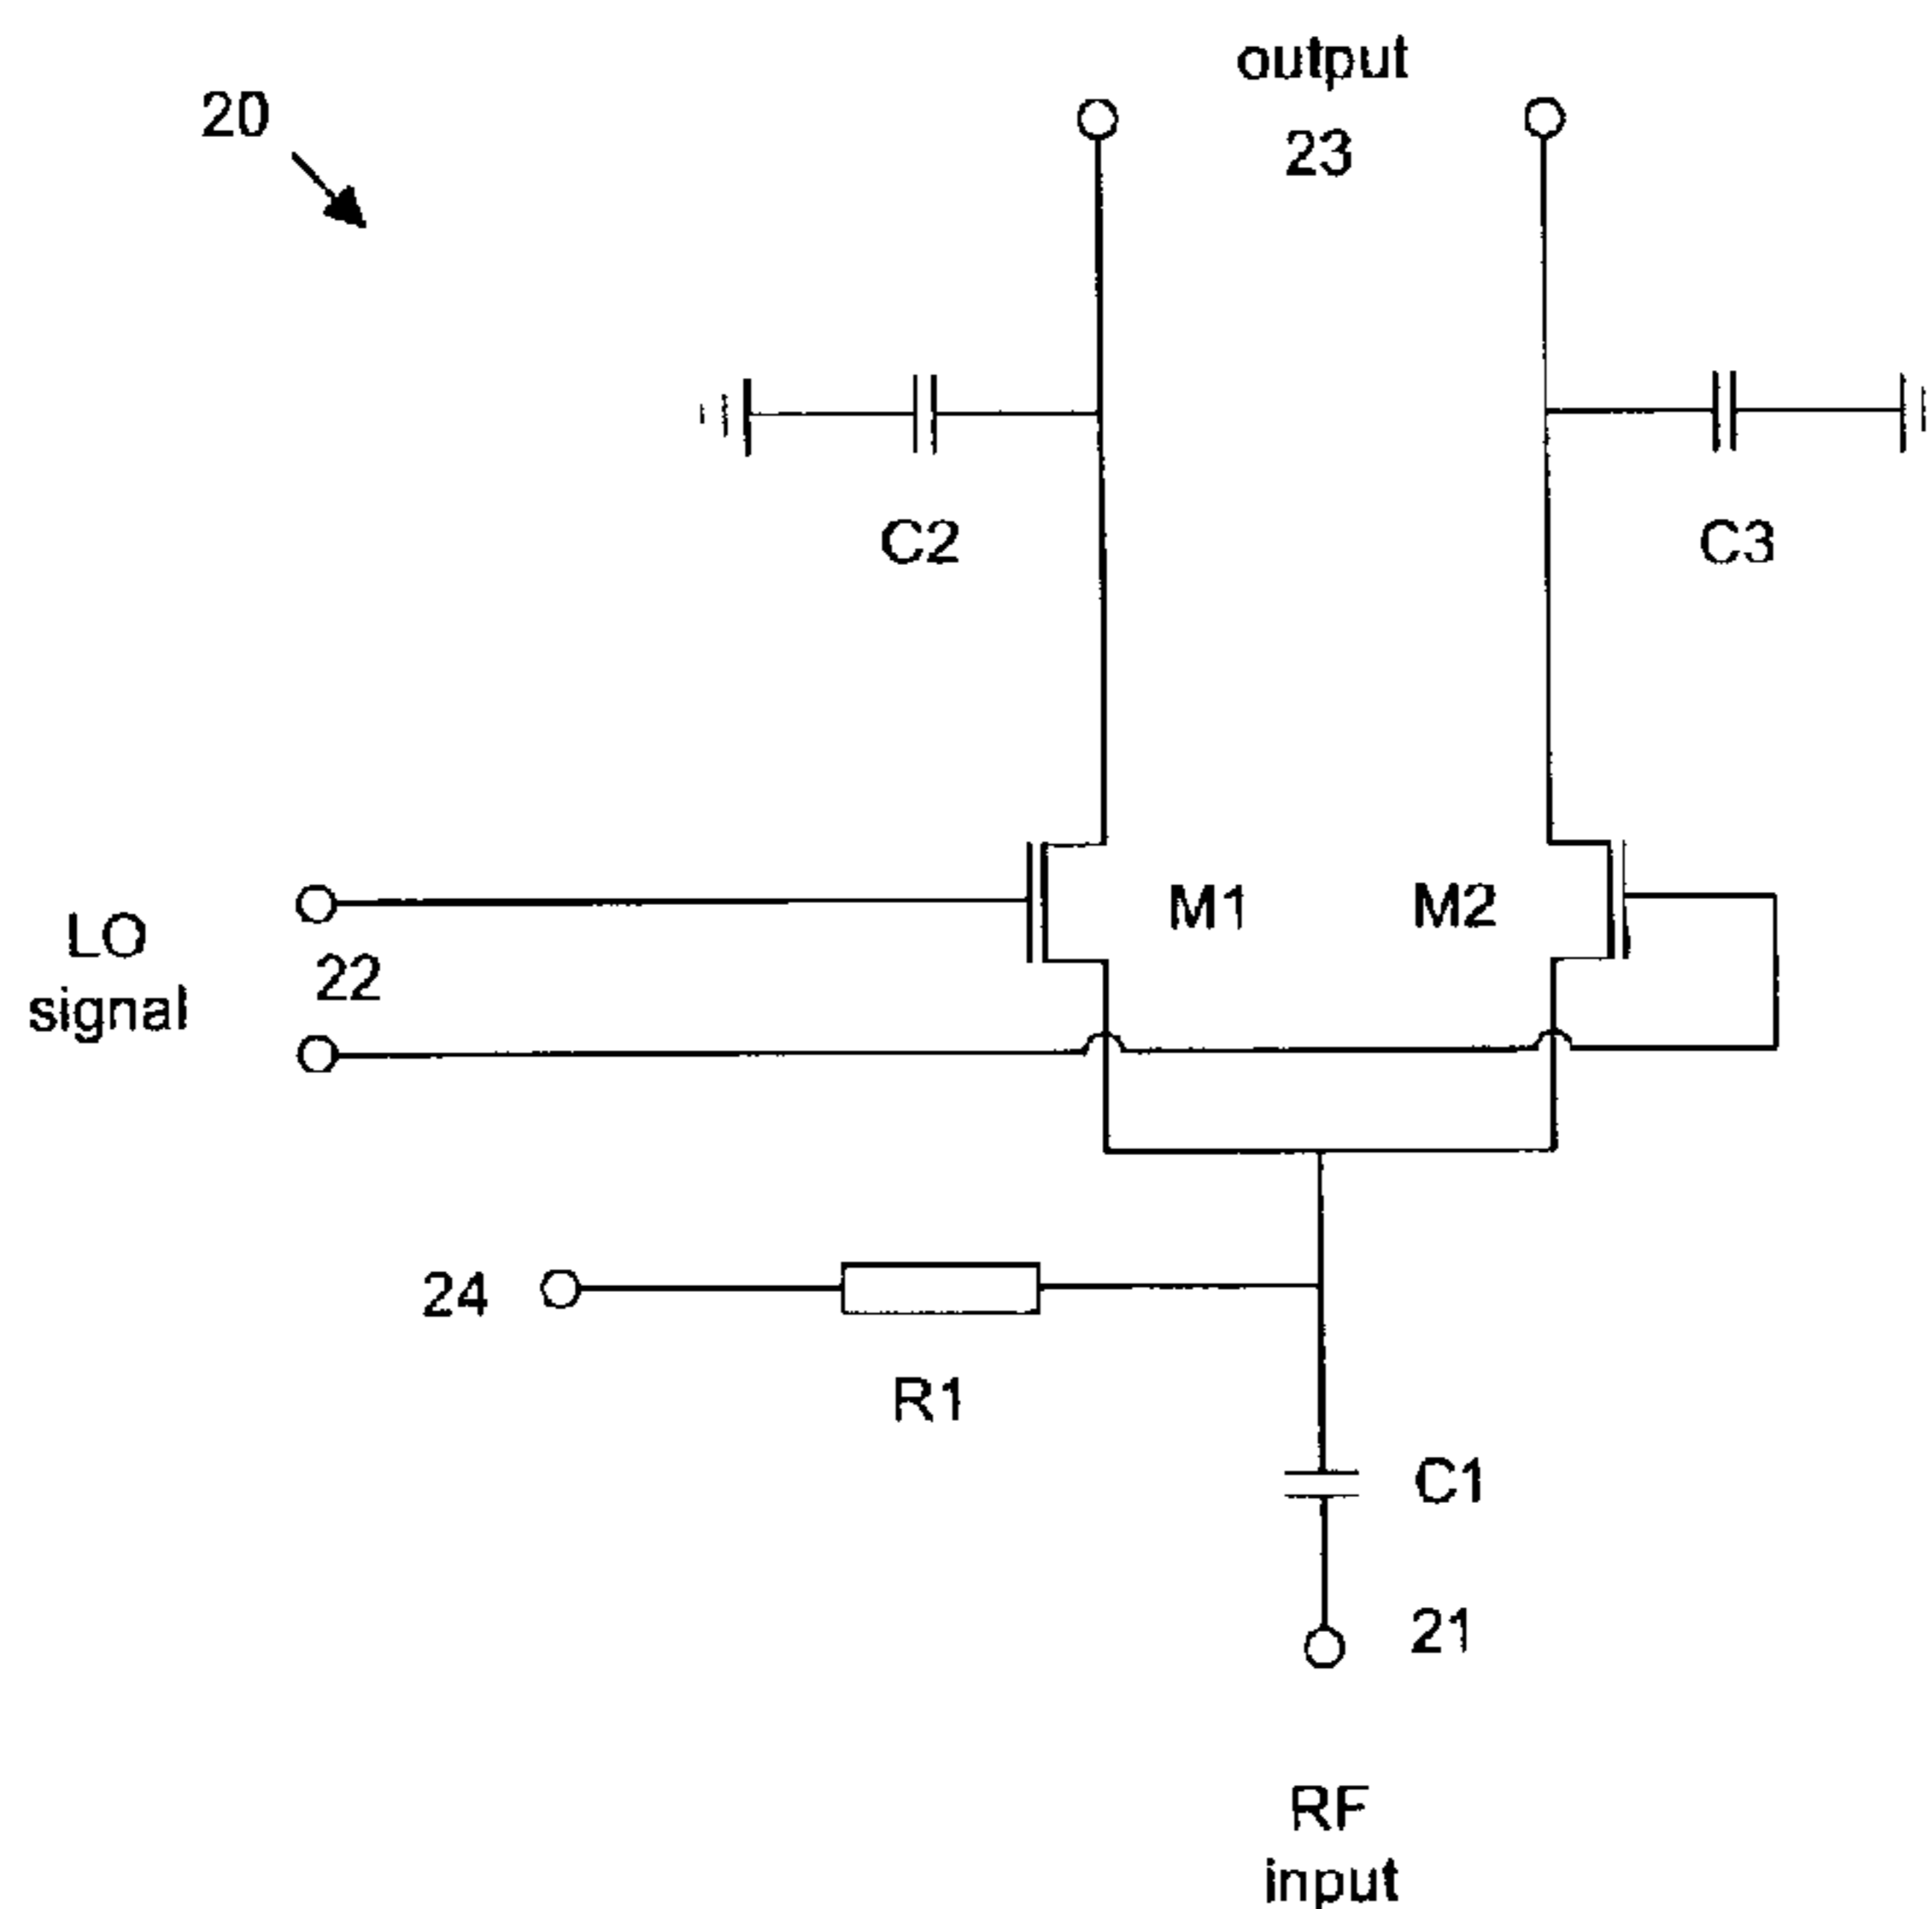 output
20
23
C2
C3
M1
M2
LO
signal
22
24
R1
C1
21
RF
input